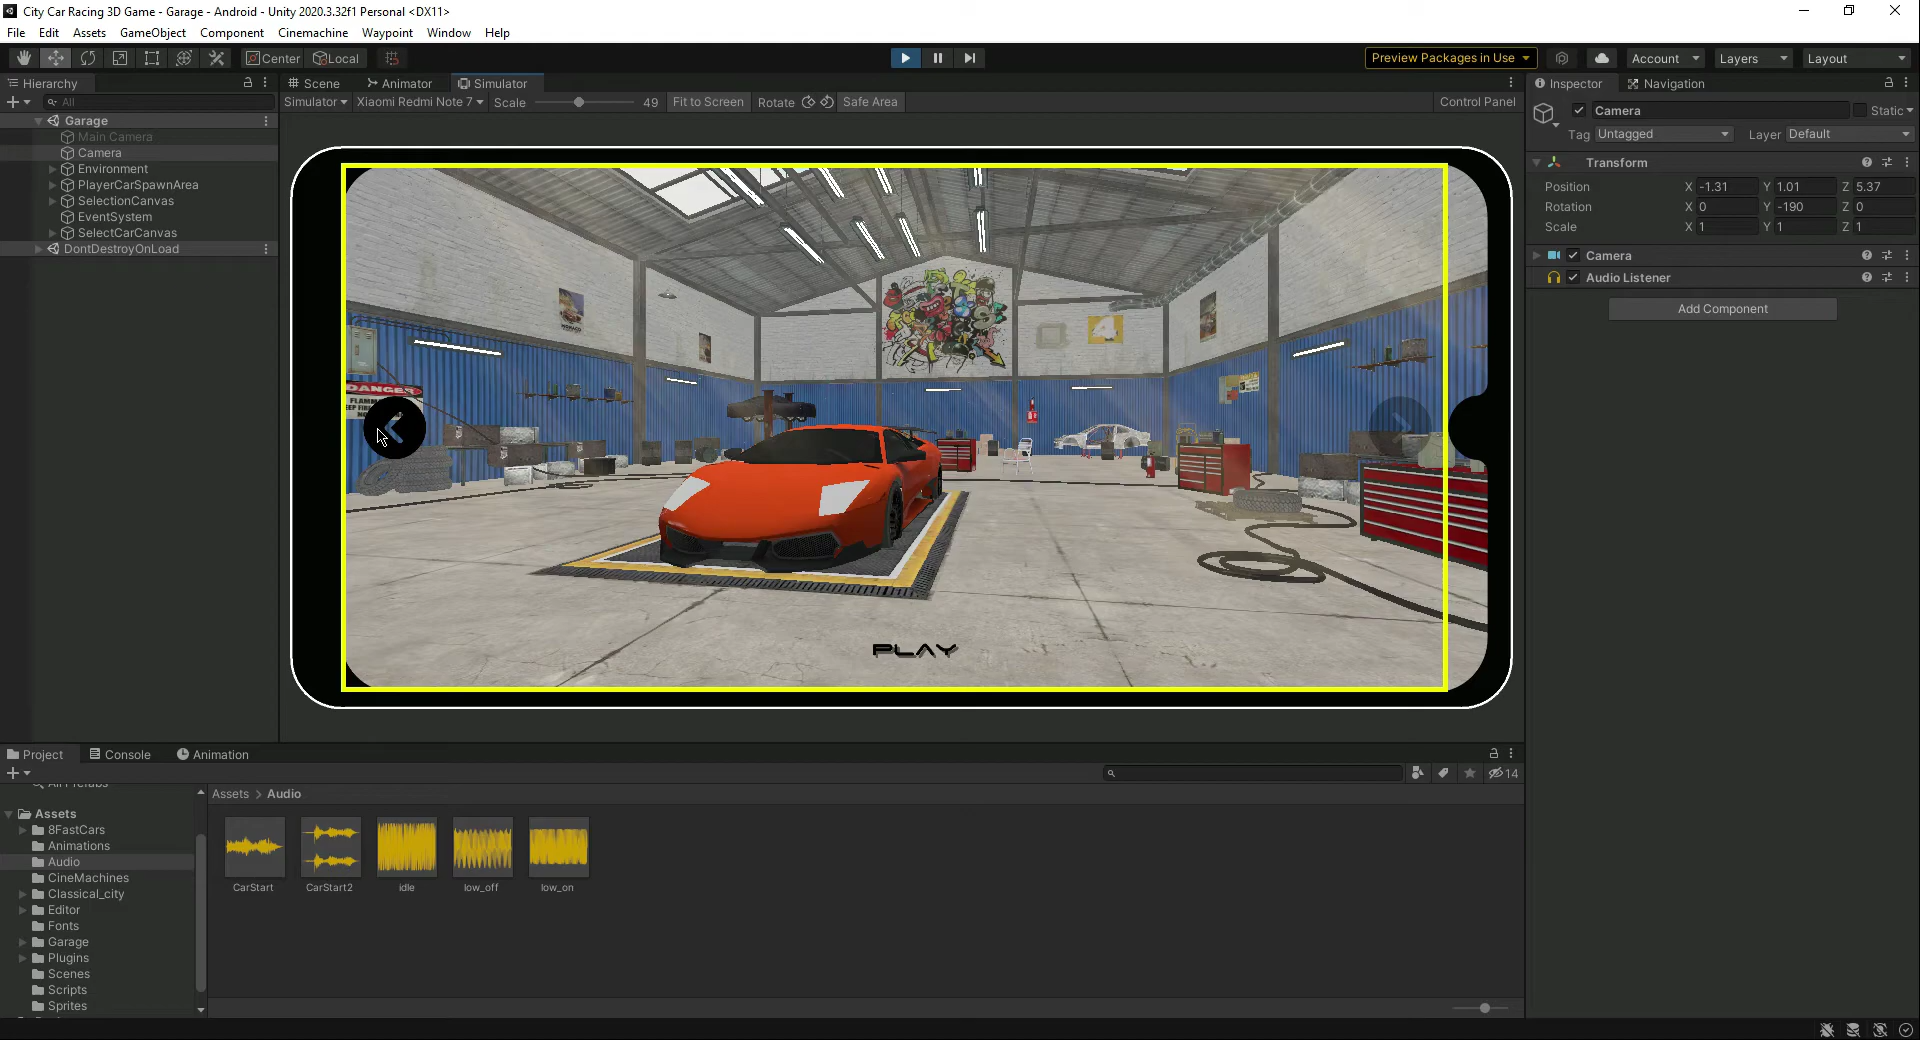 City Car Racing 3D Game - Garage - Android - Unity 2020.3.32f1 Personal <DX11>
File Edit Assets GameObject Component Cinemachine Waypoint Window Help
Center Local Preview Packages in Use Account Layers Layout
Hierarchy
All
Garage
Main Camera
Camera
Environment
PlayerCarSpawnArea
SelectionCanvas
EventSystem
SelectCarCanvas
DontDestroyOnLoad
Scene Animator Simulator
Simulator Xiaomi Redmi Note 7 Scale 49 Fit to Screen Rotate Safe Area Control Panel
MONACO
4
DANGER
PLAY
Inspector Navigation
Camera Static
Tag Untagged Layer Default
Transform
Position X -1.31 Y 1.01 Z 5.37
Rotation X 0 Y -190 Z 0
Scale X 1 Y 1 Z 1
Camera
Audio Listener
Add Component
Project Console Animation
14
All Prefabs
Assets
8FastCars
Animations
Audio
CineMachines
Classical_city
Editor
Fonts
Garage
Plugins
Scenes
Scripts
Sprites
Assets > Audio
CarStart CarStart2 idle low_off low_on